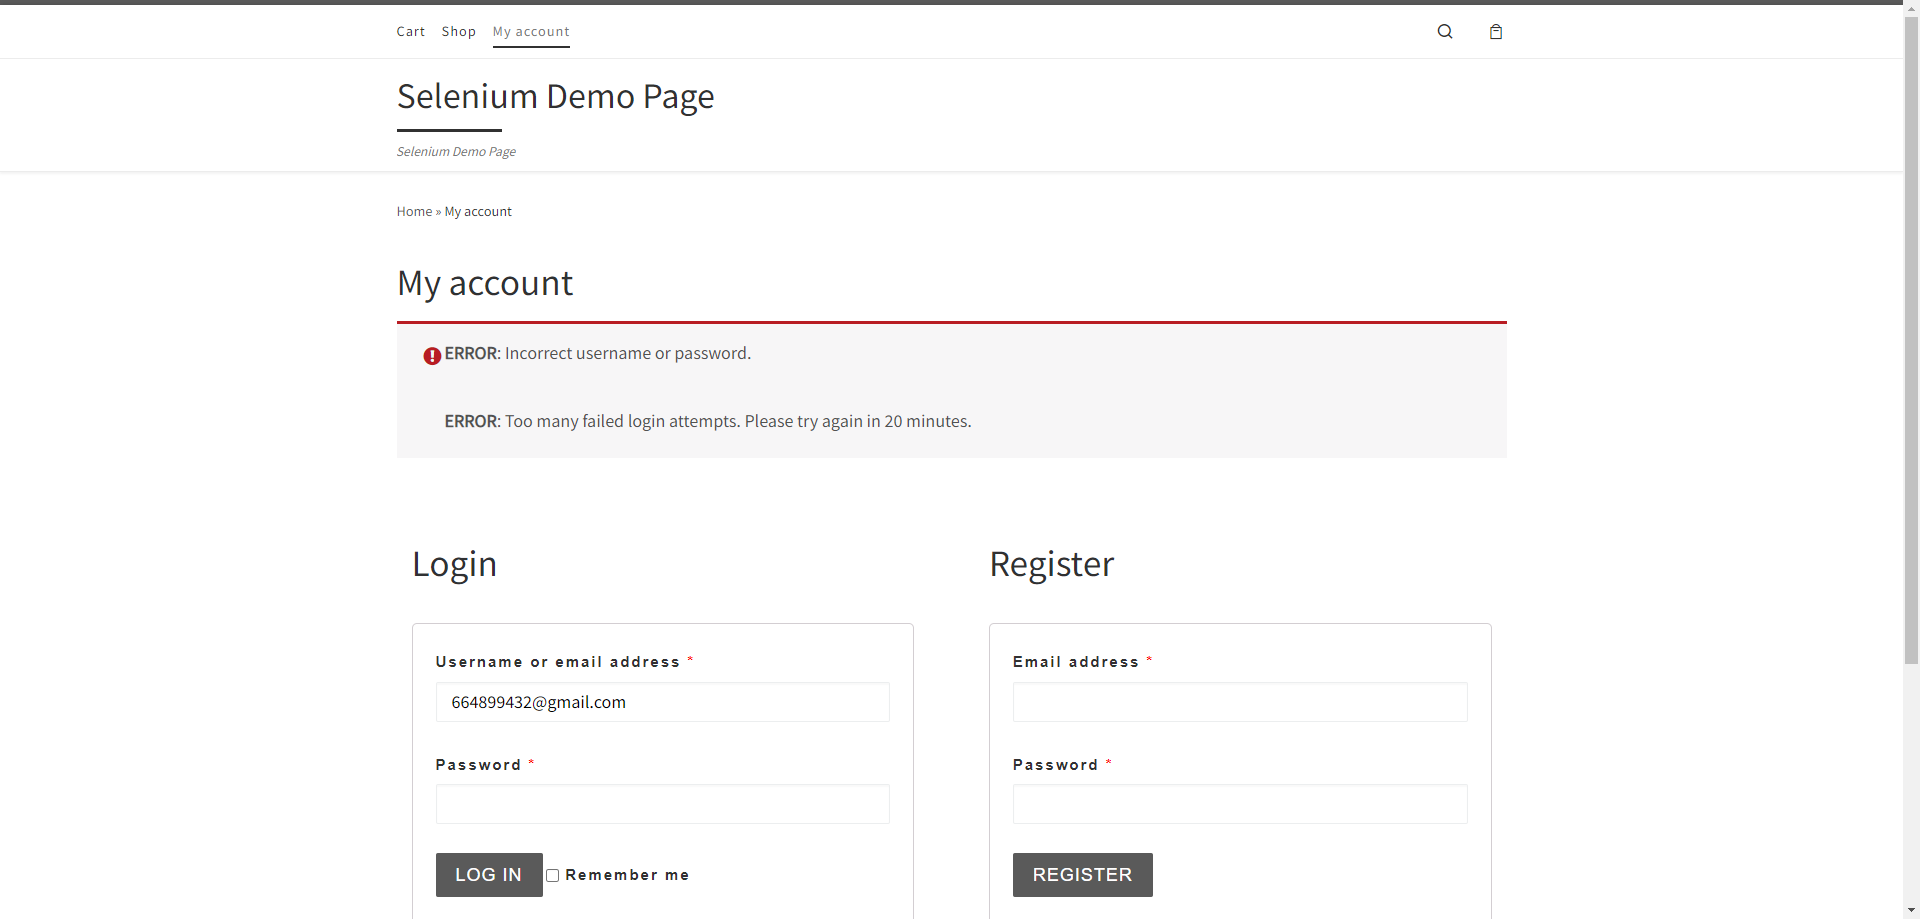 Cart Shop My account
Selenium Demo Page
Selenium Demo Page
Home » My account
My account
ERROR: Incorrect username or password.
ERROR: Too many failed login attempts. Please try again in 20 minutes.
Login
Username or email address *
664899432@gmail.com
Password *
LOG IN Remember me
Register
Email address *
Password *
REGISTER